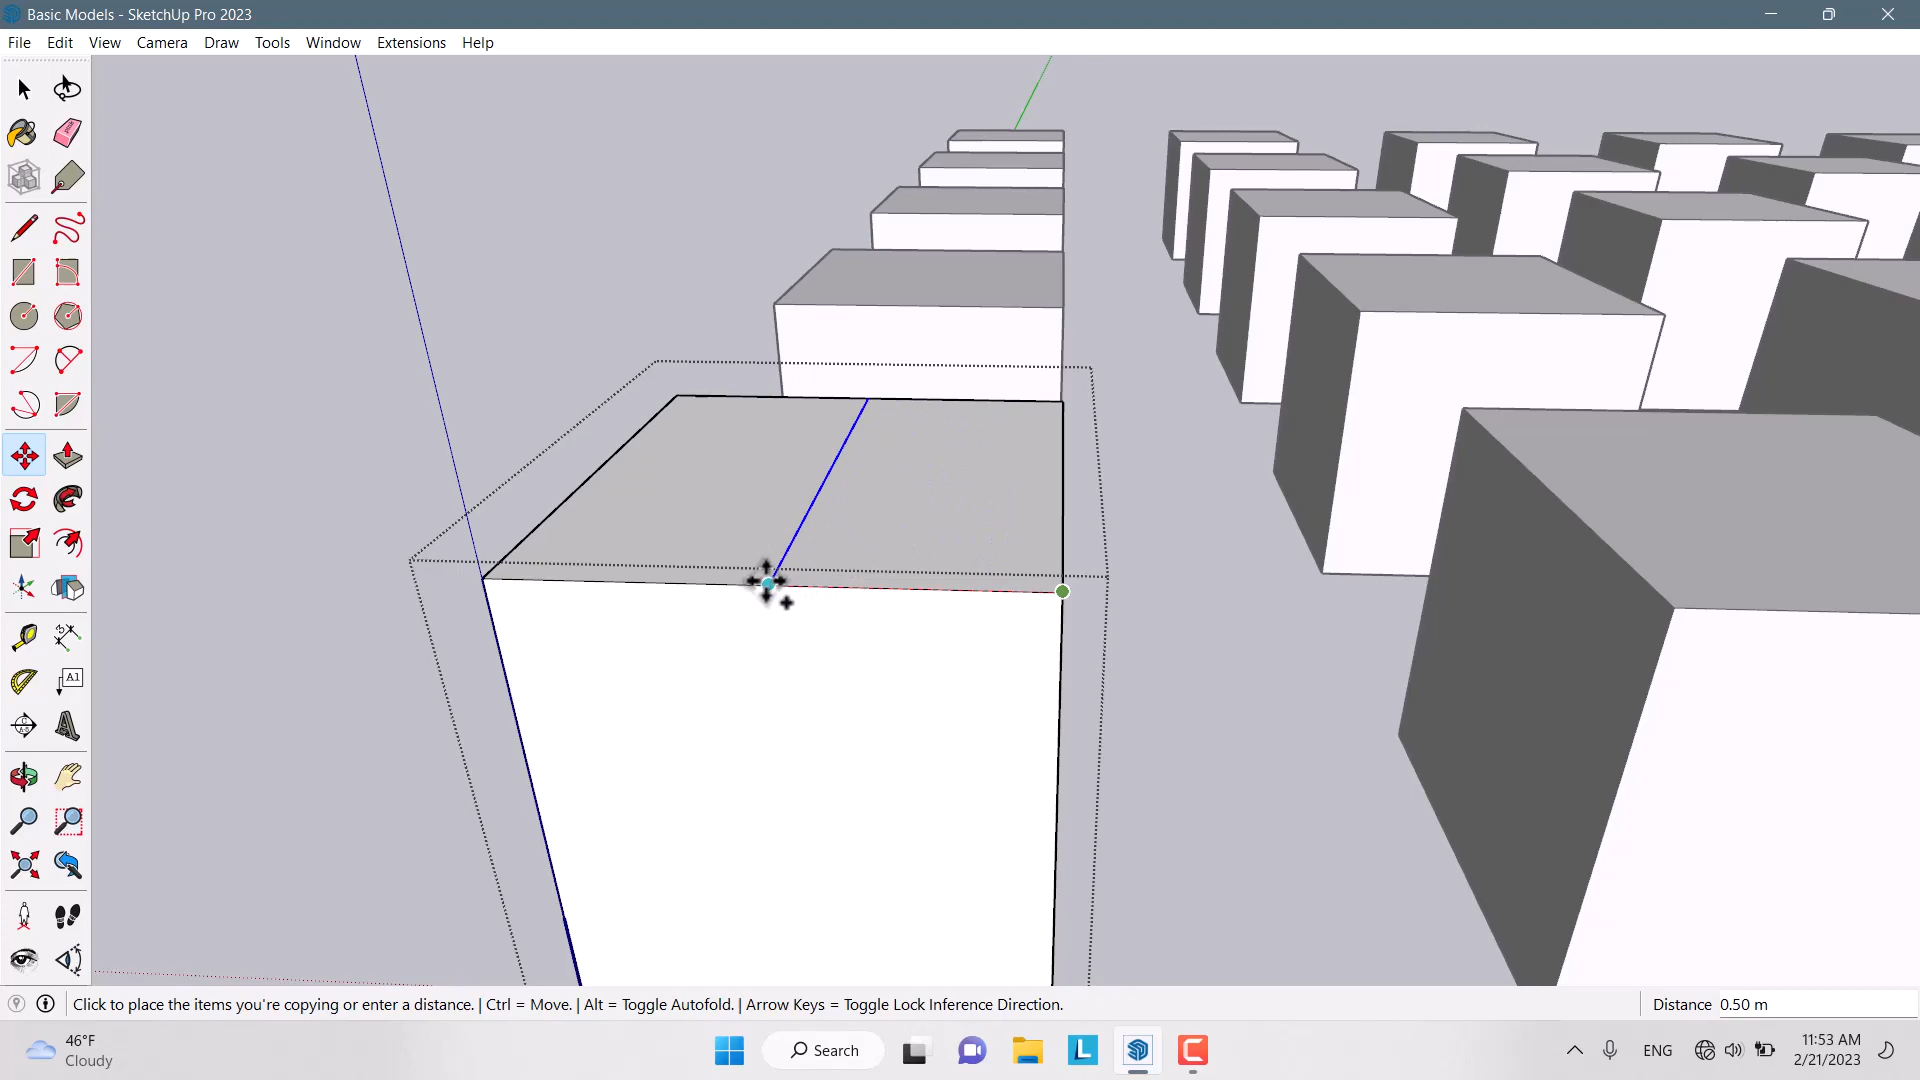 Basic Models - SketchUp Pro 2023
File Edit View Camera Draw Tools Window Extensions Help
A1
Click to place the items you're copying or enter a distance. | Ctrl = Move. | Alt = Toggle Autofold. | Arrow Keys = Toggle Lock Inference Direction.
Distance 0.50 m
46°F
Cloudy
Search
ENG
11:53 AM
2/21/2023